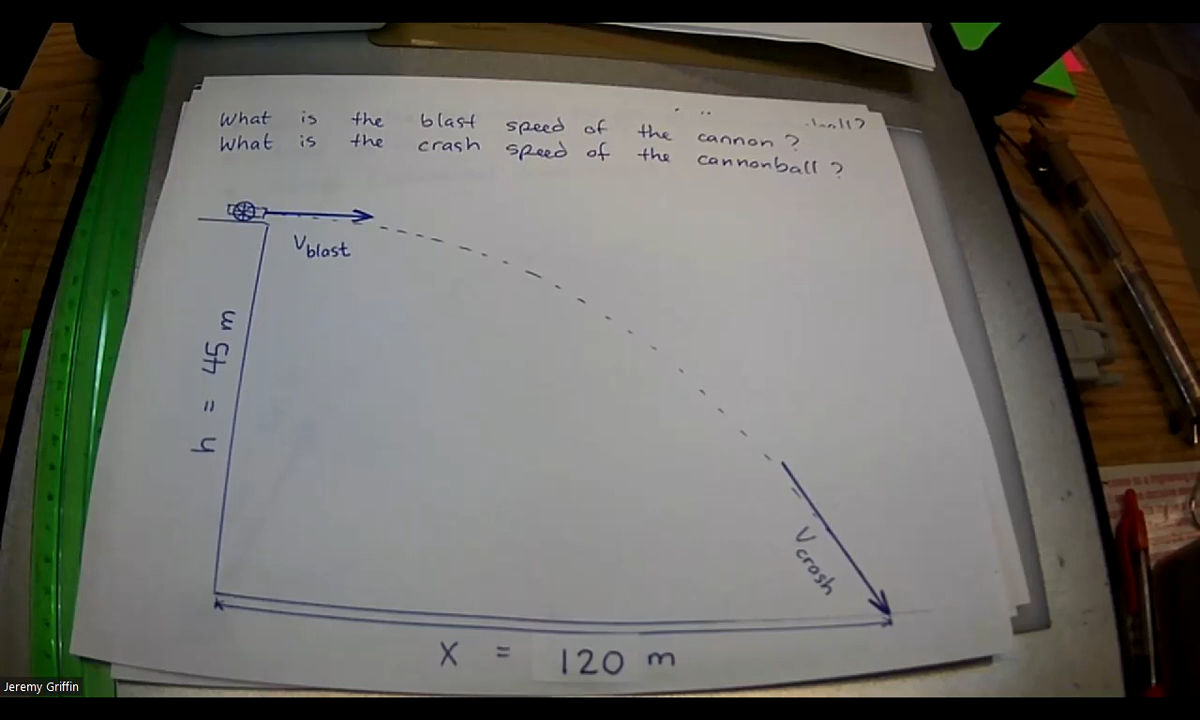 What is the blast speed of the cannon?
What is the crash speed of the cannonball?
Vblast
h = 45 m
Vcrash
X = 120 m
Jeremy Griffin